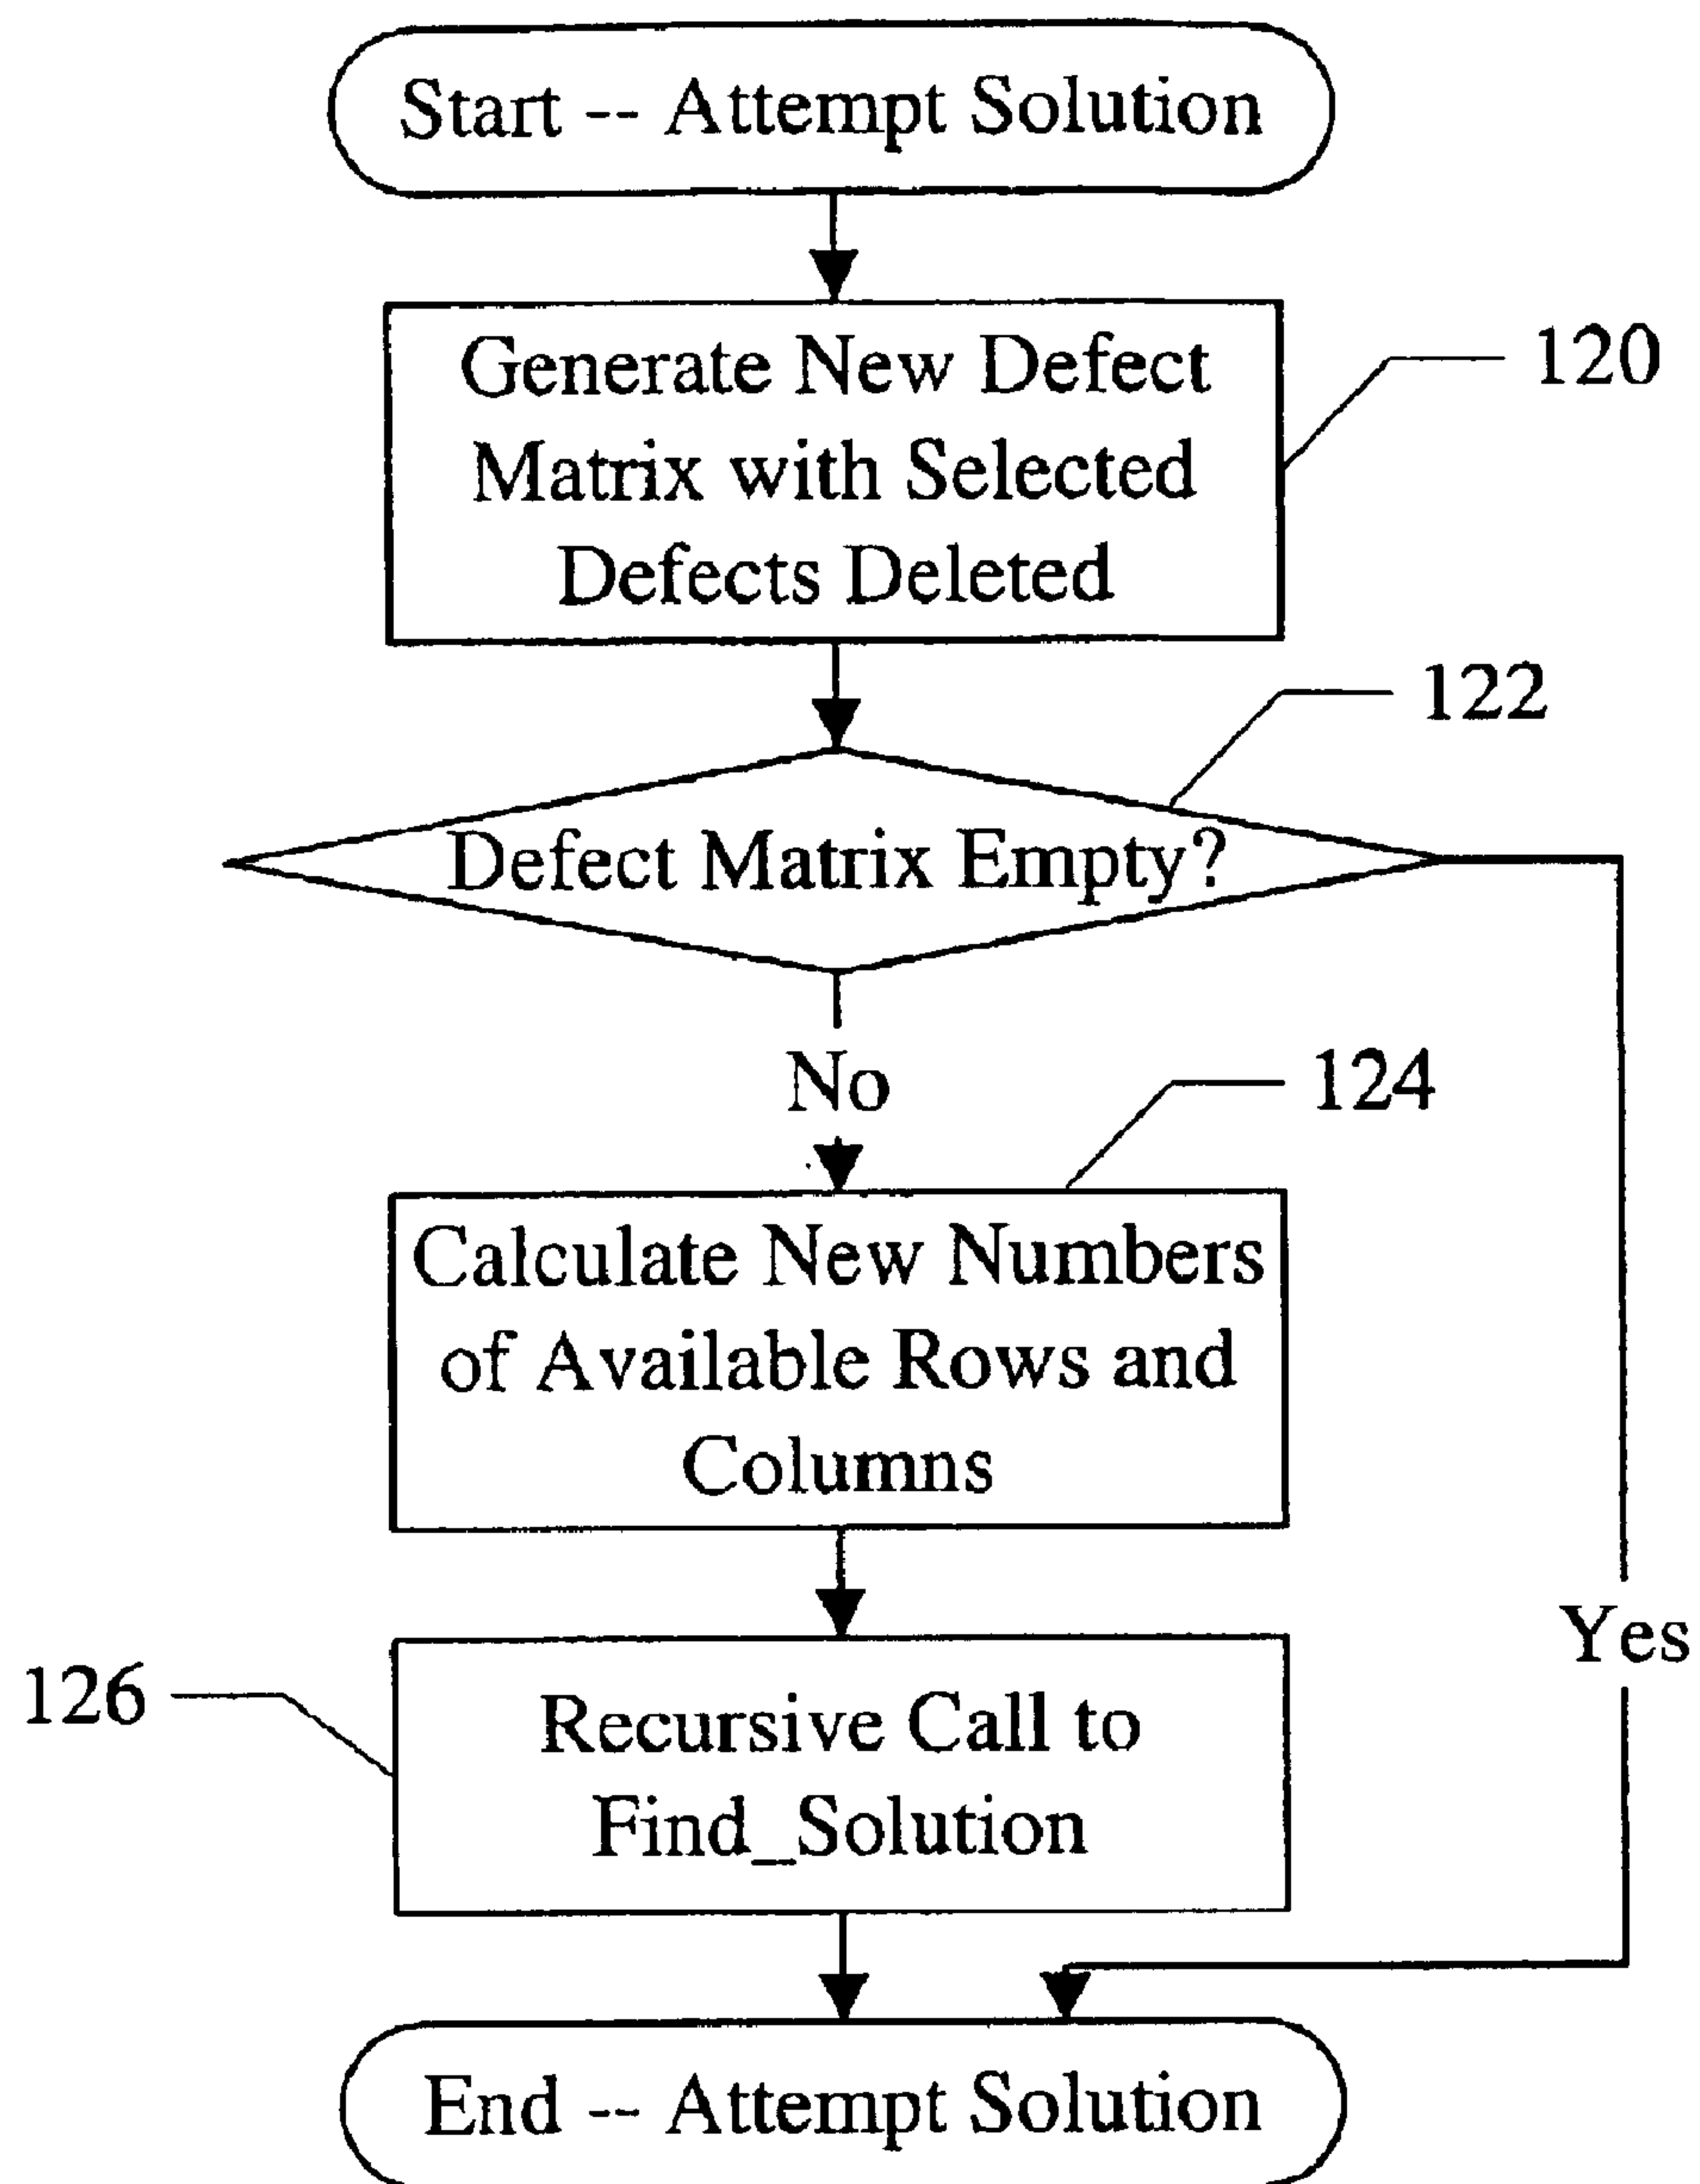 Start -- Attempt Solution
Generate New Defect
Matrix with Selected
Defects Deleted
120
122
Defect Matrix Empty?
No
124
Calculate New Numbers
of Available Rows and
Columns
Yes
126
Recursive Call to
Find_Solution
End -- Attempt Solution